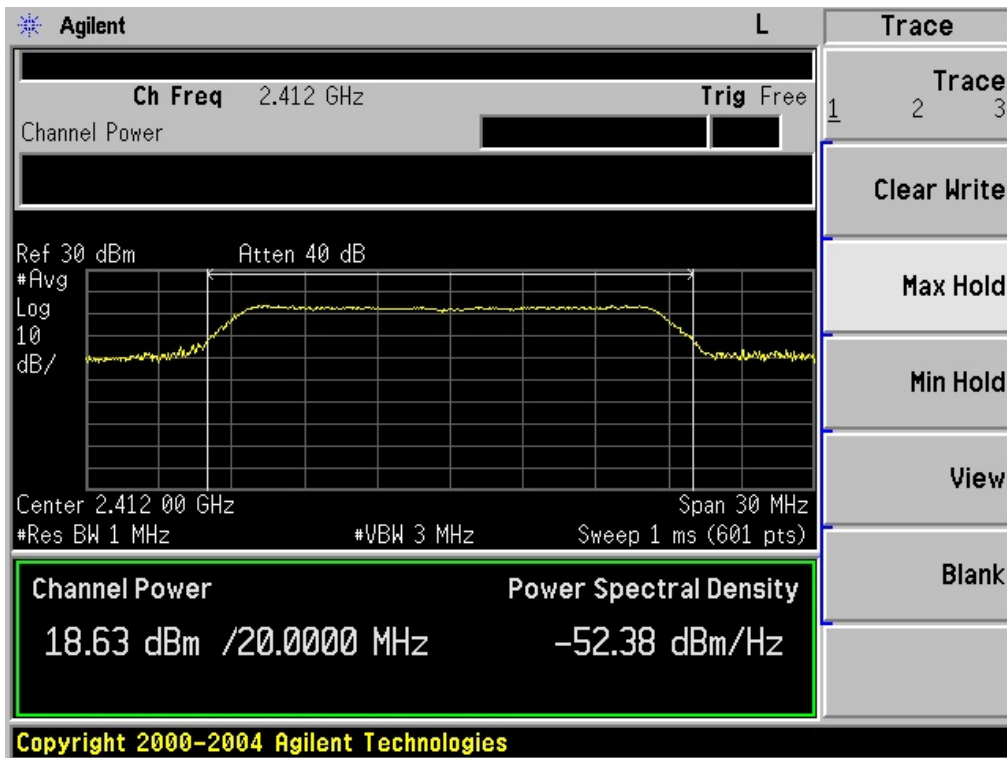 Agilent
L
Trace
Ch Freq 2.412 GHz
Trig Free
Channel Power
Trace
1 2 3
Clear Write
Max Hold
Min Hold
View
Blank
Ref 30 dBm
Atten 40 dB
#Avg
Log
10
dB/
Center 2.412 00 GHz
Span 30 MHz
#Res BW 1 MHz
#VBW 3 MHz
Sweep 1 ms (601 pts)
Channel Power
Power Spectral Density
18.63 dBm /20.0000 MHz
-52.38 dBm/Hz
Copyright 2000-2004 Agilent Technologies